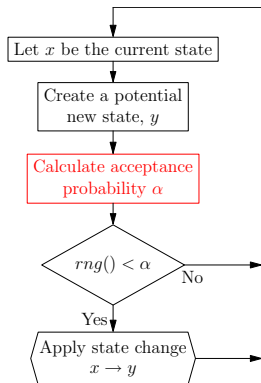 Let x be the current state
Create a potential
new state, y
Calculate acceptance
probability α
rng() < α
No
Yes
Apply state change
x → y